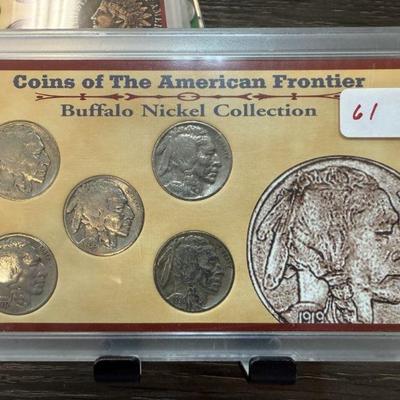 Coins of The American Frontier
Buffalo Nickel Collection
61
1919